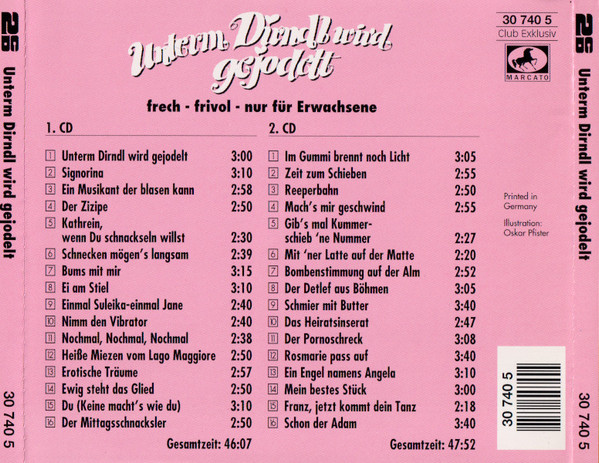 2CD
Unterm Dirndl wird gejodelt
30 740 5
Unterm Dirndl wird
gejodelt
frech - frivol - nur für Erwachsene
30 740 5
Club Exklusiv
MARCATO
1. CD
1 Unterm Dirndl wird gejodelt 3:00
2 Signorina 3:10
3 Ein Musikant der blasen kann 2:58
4 Der Zizipe 2:50
5 Kathrein,
wenn Du schnackseln willst 2:30
6 Schnecken mögen's langsam 2:39
7 Bums mit mir 3:15
8 Ei am Stiel 3:10
9 Einmal Suleika-einmal Jane 2:40
10 Nimm den Vibrator 2:40
11 Nochmal, Nochmal, Nochmal 2:38
12 Heiße Miezen vom Lago Maggiore 2:50
13 Erotische Träume 2:57
14 Ewig steht das Glied 2:50
15 Du (Keine macht's wie du) 3:10
16 Der Mittagsschnacksler 2:50
Gesamtzeit: 46:07
2. CD
1 Im Gummi brennt noch Licht 3:05
2 Zeit zum Schieben 2:55
3 Reeperbahn 2:50
4 Mach's mir geschwind 2:55
5 Gib's mal Kummer-
schieb 'ne Nummer 2:27
6 Mit 'ner Latte auf der Matte 2:20
7 Bombenstimmung auf der Alm 2:52
8 Der Detlef aus Böhmen 3:05
9 Schmier mit Butter 3:40
10 Das Heiratsinserat 2:47
11 Der Pornoschreck 3:08
12 Rosmarie pass auf 3:40
13 Ein Engel namens Angela 3:10
14 Mein bestes Stück 3:00
15 Franz, jetzt kommt dein Tanz 2:18
16 Schon der Adam 3:40
Gesamtzeit: 47:52
Printed in
Germany
Illustration:
Oskar Pfister
30 740 5
2CD
Unterm Dirndl wird gejodelt
30 740 5